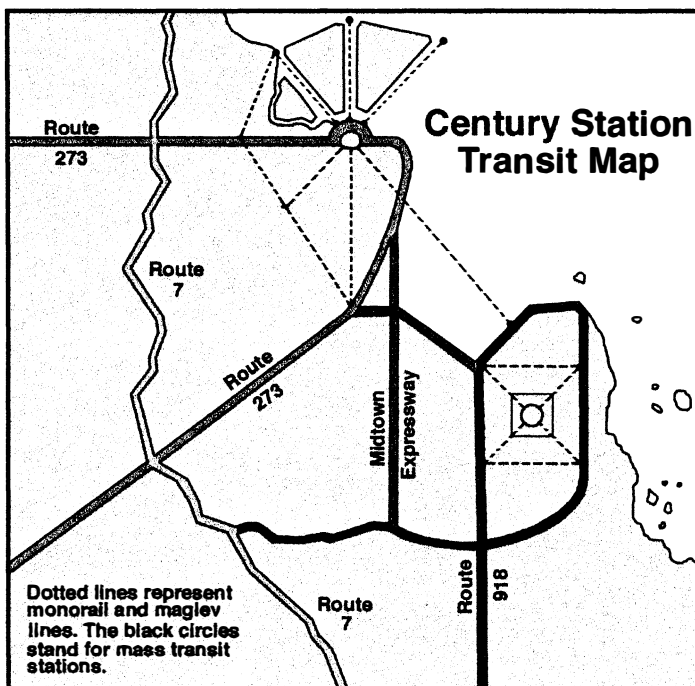 Century Station
Transit Map
Route
273
Route
7
Route
273
Midtown
Expressway
Route
918
Route
7
Dotted lines represent
monorail and maglev
lines. The black circles
stand for mass transit
stations.